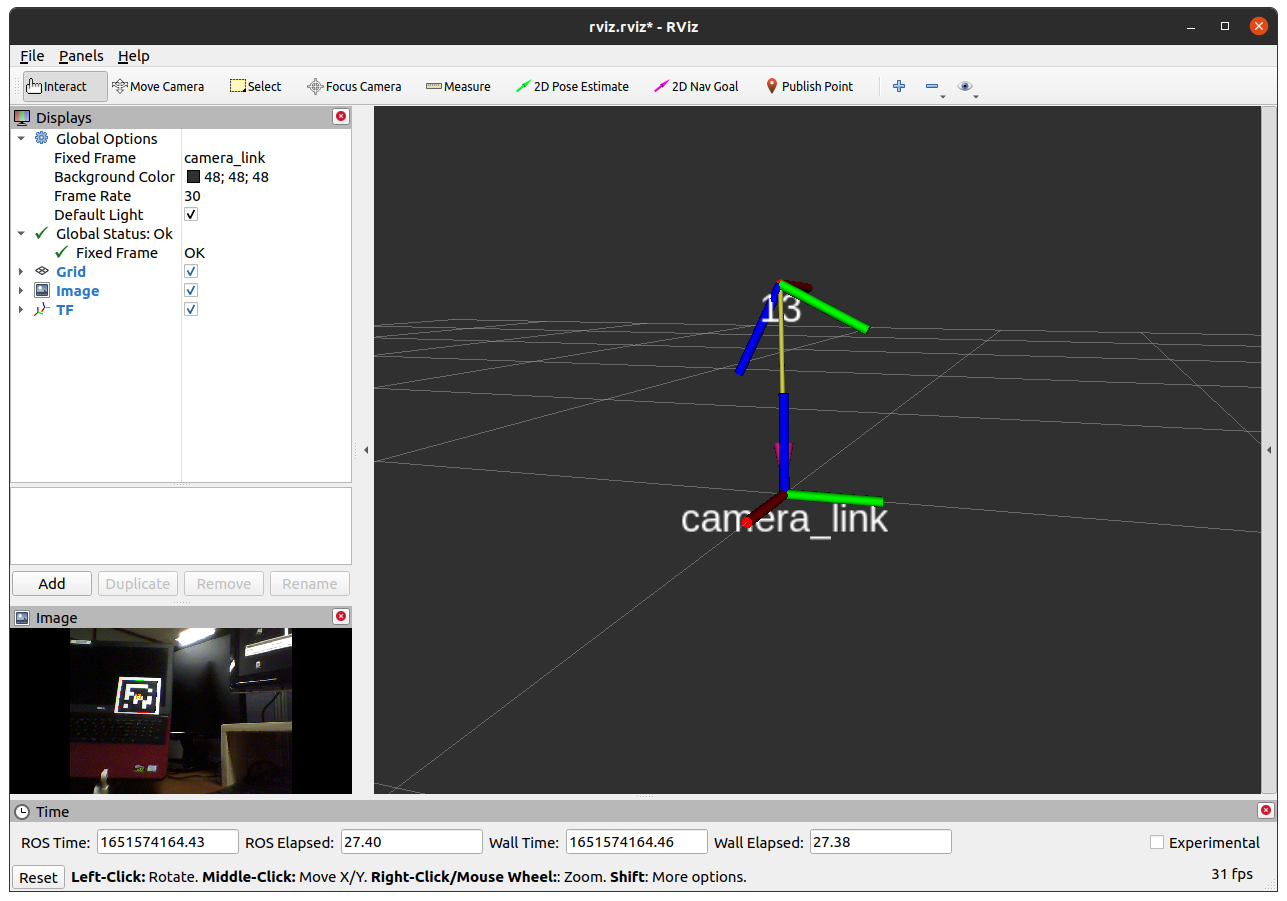 rviz.rviz* - RViz
File Panels Help
Interact Move Camera Select Focus Camera Measure 2D Pose Estimate 2D Nav Goal Publish Point
Displays
Global Options
Fixed Frame camera_link
Background Color 48; 48; 48
Frame Rate 30
Default Light
Global Status: Ok
Fixed Frame OK
Grid
Image
TF
13
camera_link
Add Duplicate Remove Rename
Image
Time
ROS Time: 1651574164.43 ROS Elapsed: 27.40 Wall Time: 1651574164.46 Wall Elapsed: 27.38 Experimental
Reset Left-Click: Rotate. Middle-Click: Move X/Y. Right-Click/Mouse Wheel:: Zoom. Shift: More options. 31 fps